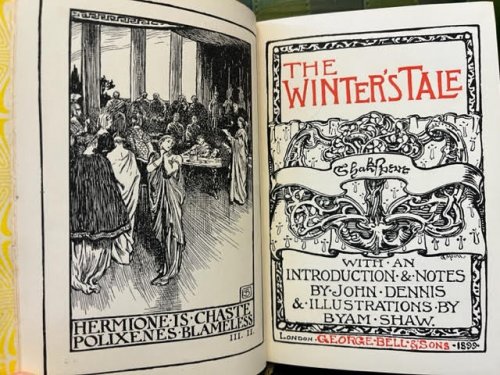 HERMIONE·IS·CHASTE
POLIXENES·BLAMELESS
III. II.
THE
WINTER'S TALE
Shakspere
WITH·AN
INTRODUCTION·&·NOTES
BY·JOHN·DENNIS
&·ILLUSTRATIONS·BY
BYAM·SHAW.
LONDON·GEORGE·BELL·&·SONS·1899·